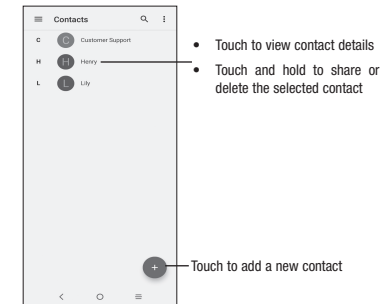 Contacts
C C Customer Support
H H Henry
L L Lily
• Touch to view contact details
• Touch and hold to share or
delete the selected contact
+
Touch to add a new contact